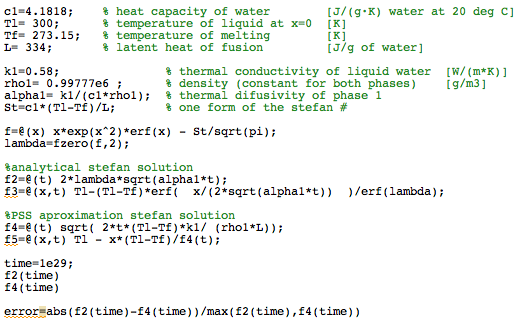 c1=4.1818; % heat capacity of water [J/(g·K) water at 20 deg C]
Tl= 300; % temperature of liquid at x=0 [K]
Tf= 273.15; % temperature of melting [K]
L= 334; % latent heat of fusion [J/g of water]
k1=0.58; % thermal conductivity of liquid water [W/(m*K)]
rho1= 0.99777e6 ; % density (constant for both phases) [g/m3]
alpha1= k1/(c1*rho1); % thermal difusivity of phase 1
St=c1*(Tl-Tf)/L; % one form of the stefan #
f=@(x) x*exp(x^2)*erf(x) - St/sqrt(pi);
lambda=fzero(f,2);
%analytical stefan solution
f2=@(t) 2*lambda*sqrt(alpha1*t);
f3=@(x,t) Tl-(Tl-Tf)*erf( x/(2*sqrt(alpha1*t)) )/erf(lambda);
%PSS aproximation stefan solution
f4=@(t) sqrt( 2*t*(Tl-Tf)*k1/ (rho1*L));
f5=@(x,t) Tl - x*(Tl-Tf)/f4(t);
time=1e29;
f2(time)
f4(time)
error=abs(f2(time)-f4(time))/max(f2(time),f4(time))